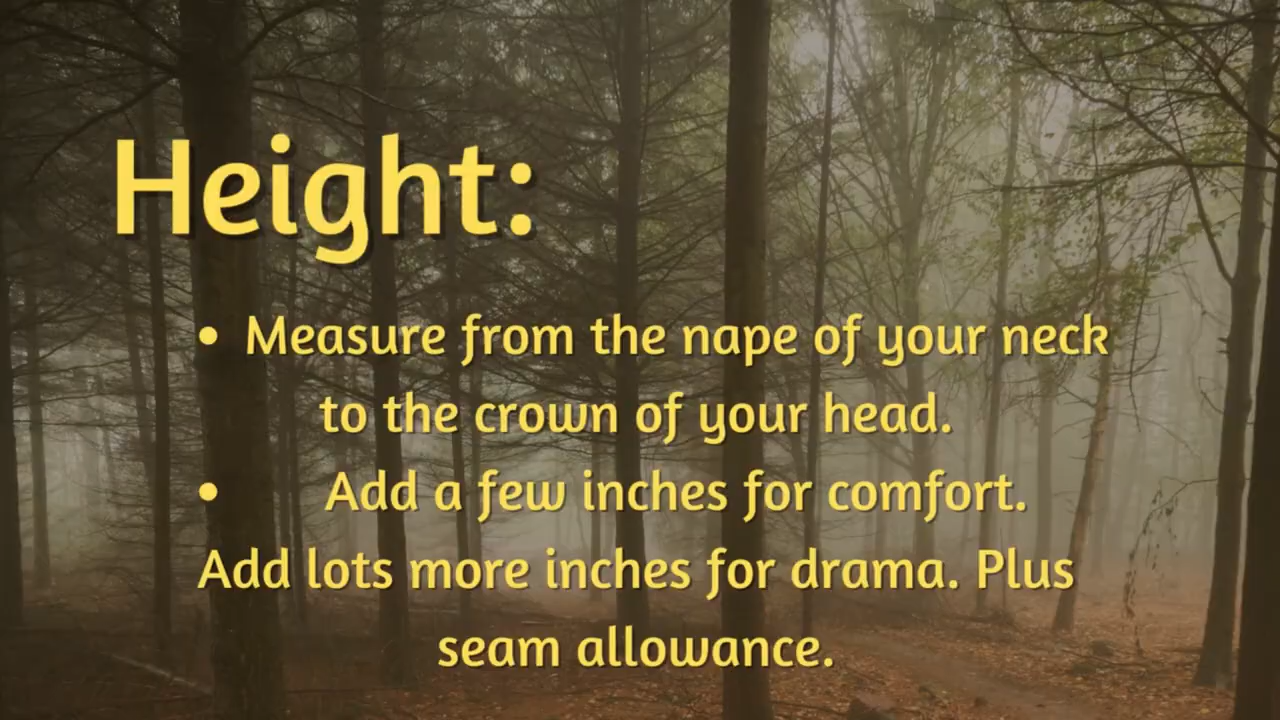 Height:
• Measure from the nape of your neck
to the crown of your head.
• Add a few inches for comfort.
Add lots more inches for drama. Plus
seam allowance.